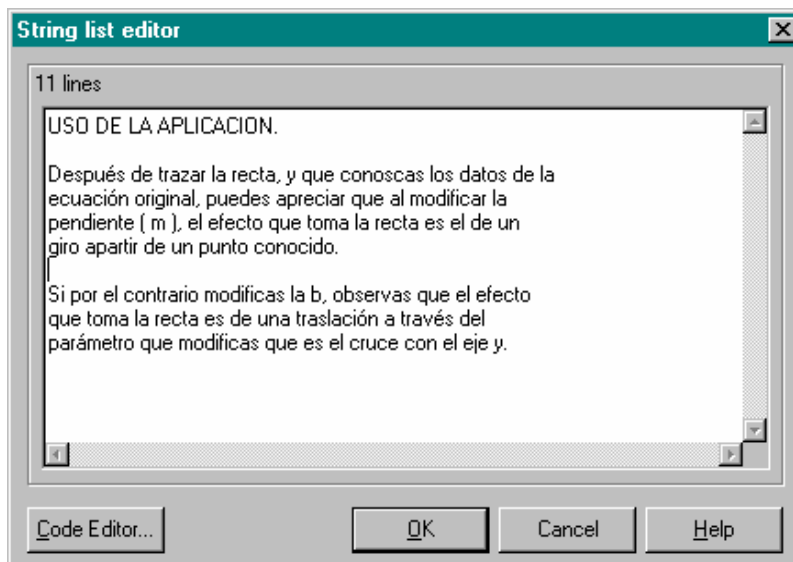 String list editor
11 lines
USO DE LA APLICACION.
Después de trazar la recta, y que conoscas los datos de la
ecuación original, puedes apreciar que al modificar la
pendiente ( m ), el efecto que toma la recta es el de un
giro apartir de un punto conocido.
Si por el contrario modificas la b, observas que el efecto
que toma la recta es de una traslación a través del
parámetro que modificas que es el cruce con el eje y.
Code Editor... OK Cancel Help